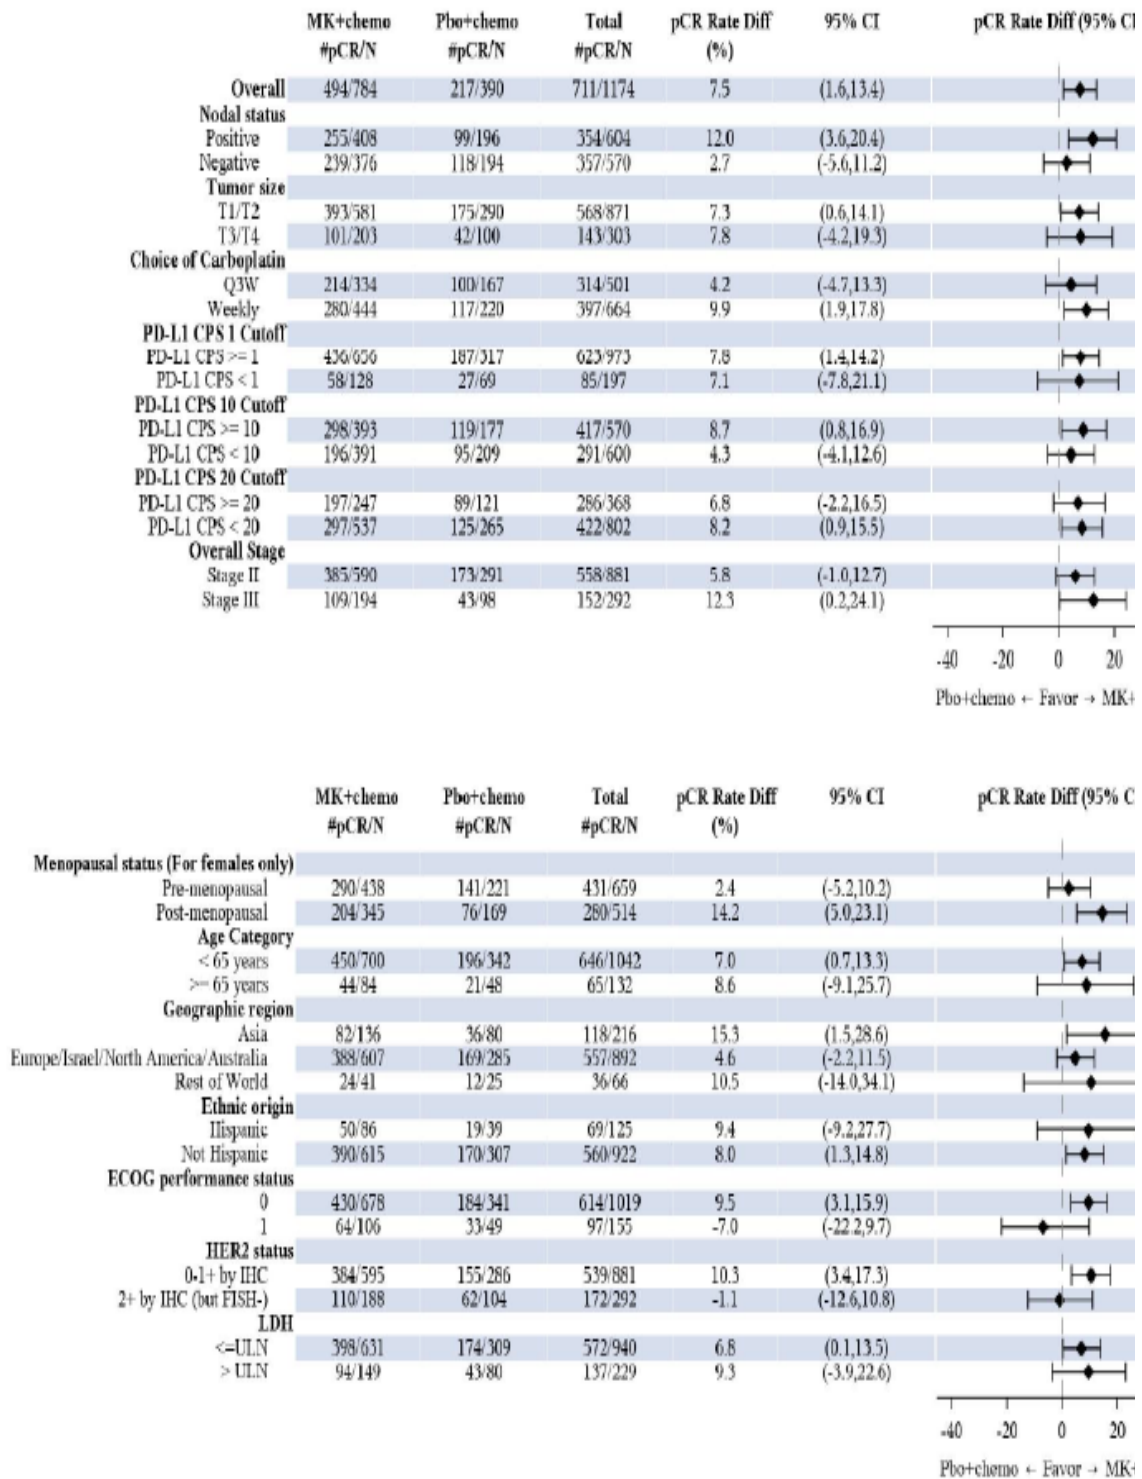 MK+chemo Pbo+chemo Total pCR Rate Diff 95% CI pCR Rate Diff (95% CI
#pCR/N #pCR/N #pCR/N (%)
Overall 494/784 217/390 711/1174 7.5 (1.6,13.4)
Nodal status
Positive 255/408 99/196 354/604 12.0 (3.6,20.4)
Negative 239/376 118/194 357/570 2.7 (-5.6,11.2)
Tumor size
T1/T2 393/581 175/290 568/871 7.3 (0.6,14.1)
T3/T4 101/203 42/100 143/303 7.8 (-4.2,19.3)
Choice of Carboplatin
Q3W 214/334 100/167 314/501 4.2 (-4.7,13.3)
Weekly 280/444 117/220 397/664 9.9 (1.9,17.8)
PD-L1 CPS 1 Cutoff
PD-L1 CPS >= 1 436/656 187/317 623/973 7.8 (1.4,14.2)
PD-L1 CPS < 1 58/128 27/69 85/197 7.1 (-7.8,21.1)
PD-L1 CPS 10 Cutoff
PD-L1 CPS >= 10 298/393 119/177 417/570 8.7 (0.8,16.9)
PD-L1 CPS < 10 196/391 95/209 291/600 4.3 (-4.1,12.6)
PD-L1 CPS 20 Cutoff
PD-L1 CPS >= 20 197/247 89/121 286/368 6.8 (-2.2,16.5)
PD-L1 CPS < 20 297/537 125/265 422/802 8.2 (0.9,15.5)
Overall Stage
Stage II 385/590 173/291 558/881 5.8 (-1.0,12.7)
Stage III 109/194 43/98 152/292 12.3 (0.2,24.1)
-40 -20 0 20
Pbo+chemo ← Favor → MK+
MK+chemo Pbo+chemo Total pCR Rate Diff 95% CI pCR Rate Diff (95% C
#pCR/N #pCR/N #pCR/N (%)
Menopausal status (For females only)
Pre-menopausal 290/438 141/221 431/659 2.4 (-5.2,10.2)
Post-menopausal 204/345 76/169 280/514 14.2 (5.0,23.1)
Age Category
< 65 years 450/700 196/342 646/1042 7.0 (0.7,13.3)
>= 65 years 44/84 21/48 65/132 8.6 (-9.1,25.7)
Geographic region
Asia 82/136 36/80 118/216 15.3 (1.5,28.6)
Europe/Israel/North America/Australia 388/607 169/285 557/892 4.6 (-2.2,11.5)
Rest of World 24/41 12/25 36/66 10.5 (-14.0,34.1)
Ethnic origin
Hispanic 50/86 19/39 69/125 9.4 (-9.2,27.7)
Not Hispanic 390/615 170/307 560/922 8.0 (1.3,14.8)
ECOG performance status
0 430/678 184/341 614/1019 9.5 (3.1,15.9)
1 64/106 33/49 97/155 -7.0 (-22.2,9.7)
HER2 status
0-1+ by IHC 384/595 155/286 539/881 10.3 (3.4,17.3)
2+ by IHC (but FISH-) 110/188 62/104 172/292 -1.1 (-12.6,10.8)
LDH
<=ULN 398/631 174/309 572/940 6.8 (0.1,13.5)
> ULN 94/149 43/80 137/229 9.3 (-3.9,22.6)
-40 -20 0 20
Pbo+chemo ← Favor → MK+